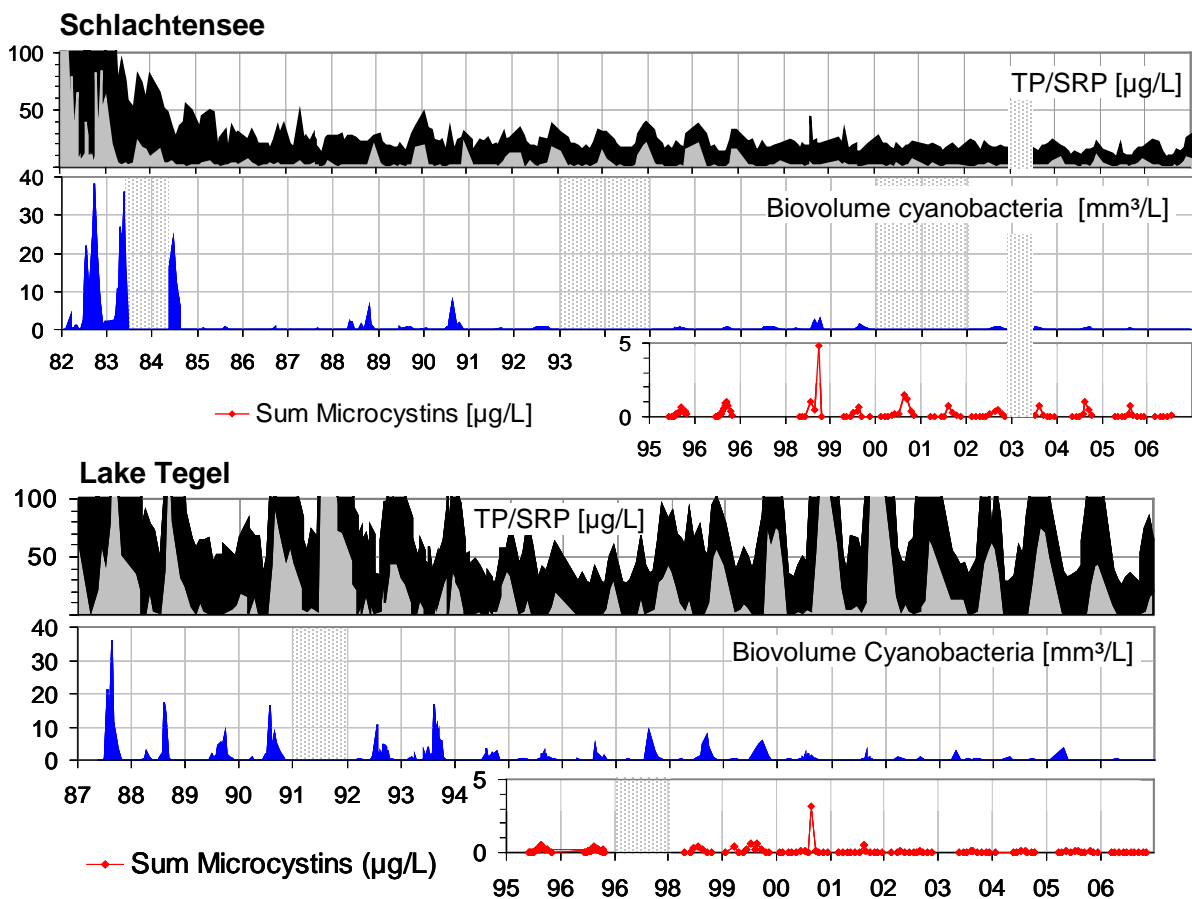 Schlachtensee
100
50
TP/SRP [µg/L]
40
30
20
10
0
Biovolume cyanobacteria [mm³/L]
82 83 84 85 86 87 88 89 90 91 92 93
5
0
Sum Microcystins [µg/L]
95 96 96 98 99 00 01 02 03 04 05 06
Lake Tegel
100
50
TP/SRP [µg/L]
40
30
20
10
0
Biovolume Cyanobacteria [mm³/L]
87 88 89 90 91 92 93 94
5
0
Sum Microcystins (µg/L)
95 96 96 98 99 00 01 02 03 04 05 06